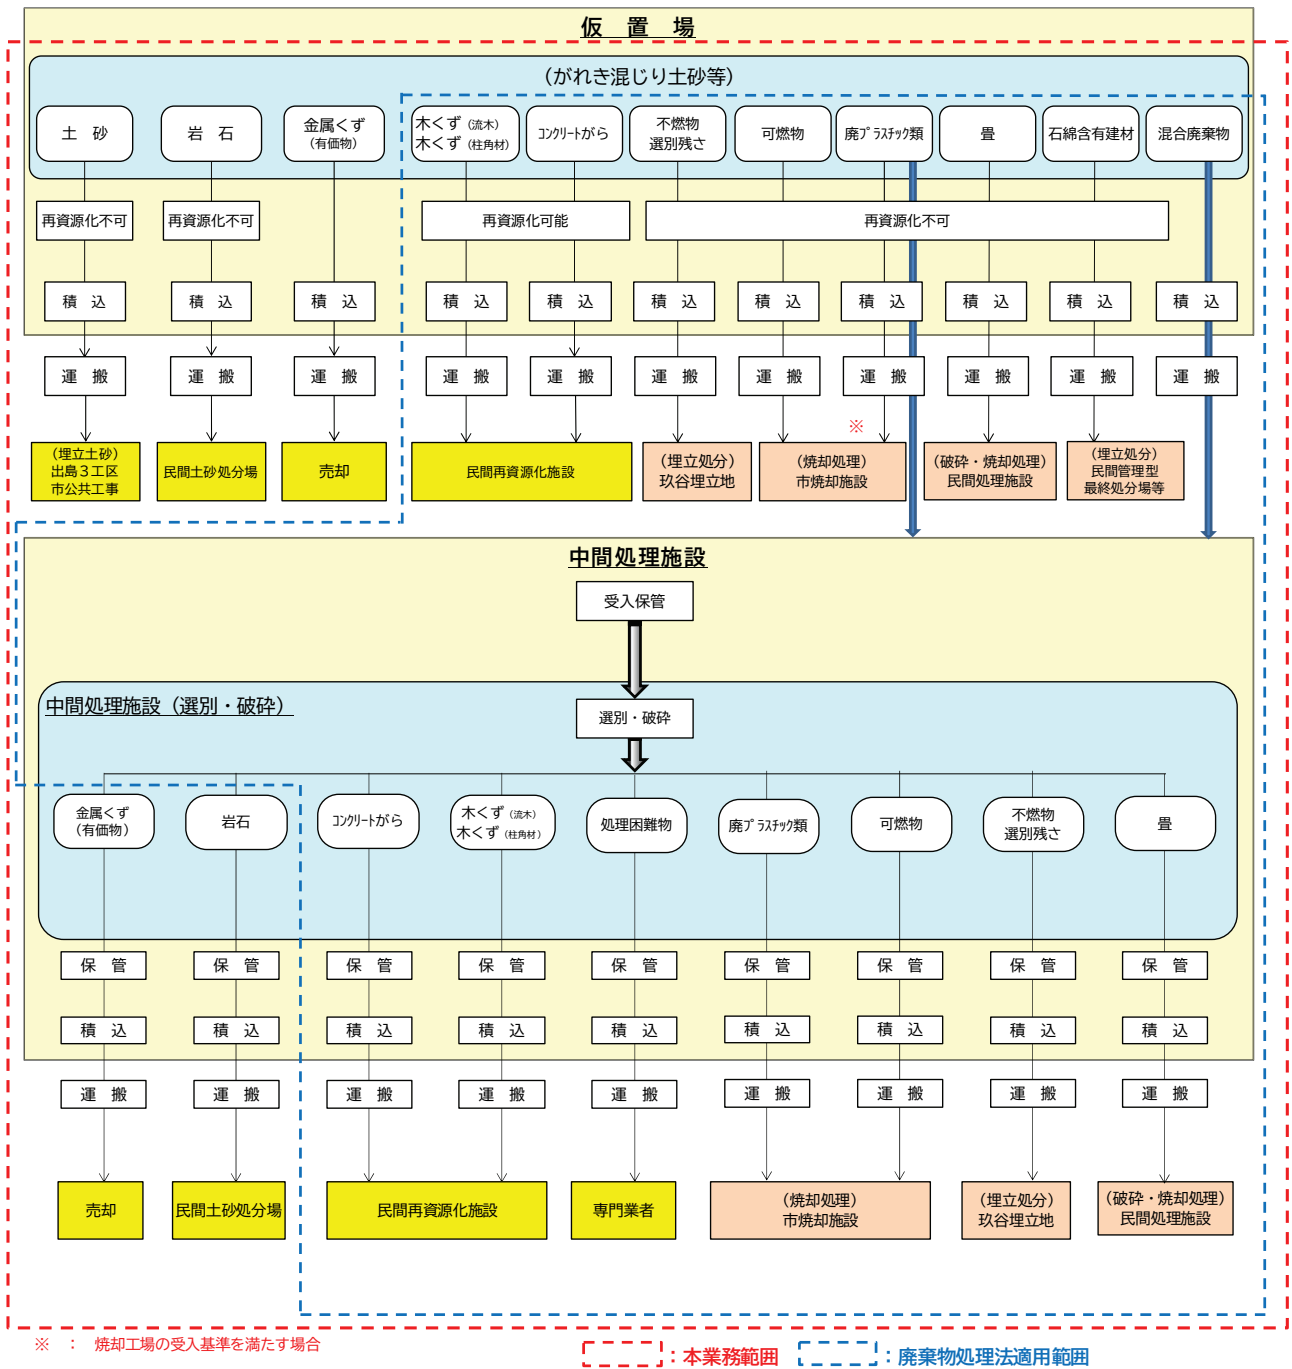 仮　置　場
（がれき混じり土砂等）
土　砂
岩　石
金属くず
（有価物）
木くず（流木）
木くず（柱角材）
ｺﾝｸﾘｰﾄがら
不燃物
選別残さ
可燃物
廃ﾌﾟﾗｽﾁｯｸ類
畳
石綿含有建材
混合廃棄物
再資源化不可
再資源化不可
再資源化可能
再資源化不可
積　込
積　込
積　込
積　込
積　込
積　込
積　込
積　込
積　込
積　込
積　込
運　搬
運　搬
運　搬
運　搬
運　搬
運　搬
運　搬
運　搬
運　搬
運　搬
運　搬
※
（埋立土砂）
出島３工区
市公共工事
民間土砂処分場
売却
民間再資源化施設
（埋立処分）
玖谷埋立地
（焼却処理）
市焼却施設
（破砕・焼却処理）
民間処理施設
（埋立処分）
民間管理型
最終処分場等
中間処理施設
受入保管
中間処理施設（選別・破砕）
選別・破砕
金属くず
（有価物）
岩石
ｺﾝｸﾘｰﾄがら
木くず（流木）
木くず（柱角材）
処理困難物
廃ﾌﾟﾗｽﾁｯｸ類
可燃物
不燃物
選別残さ
畳
保　管
保　管
保　管
保　管
保　管
保　管
保　管
保　管
保　管
積　込
積　込
積　込
積　込
積　込
積　込
積　込
積　込
積　込
運　搬
運　搬
運　搬
運　搬
運　搬
運　搬
運　搬
運　搬
運　搬
売却
民間土砂処分場
民間再資源化施設
専門業者
（焼却処理）
市焼却施設
（埋立処分）
玖谷埋立地
（破砕・焼却処理）
民間処理施設
※　：　焼却工場の受入基準を満たす場合
：本業務範囲
：廃棄物処理法適用範囲